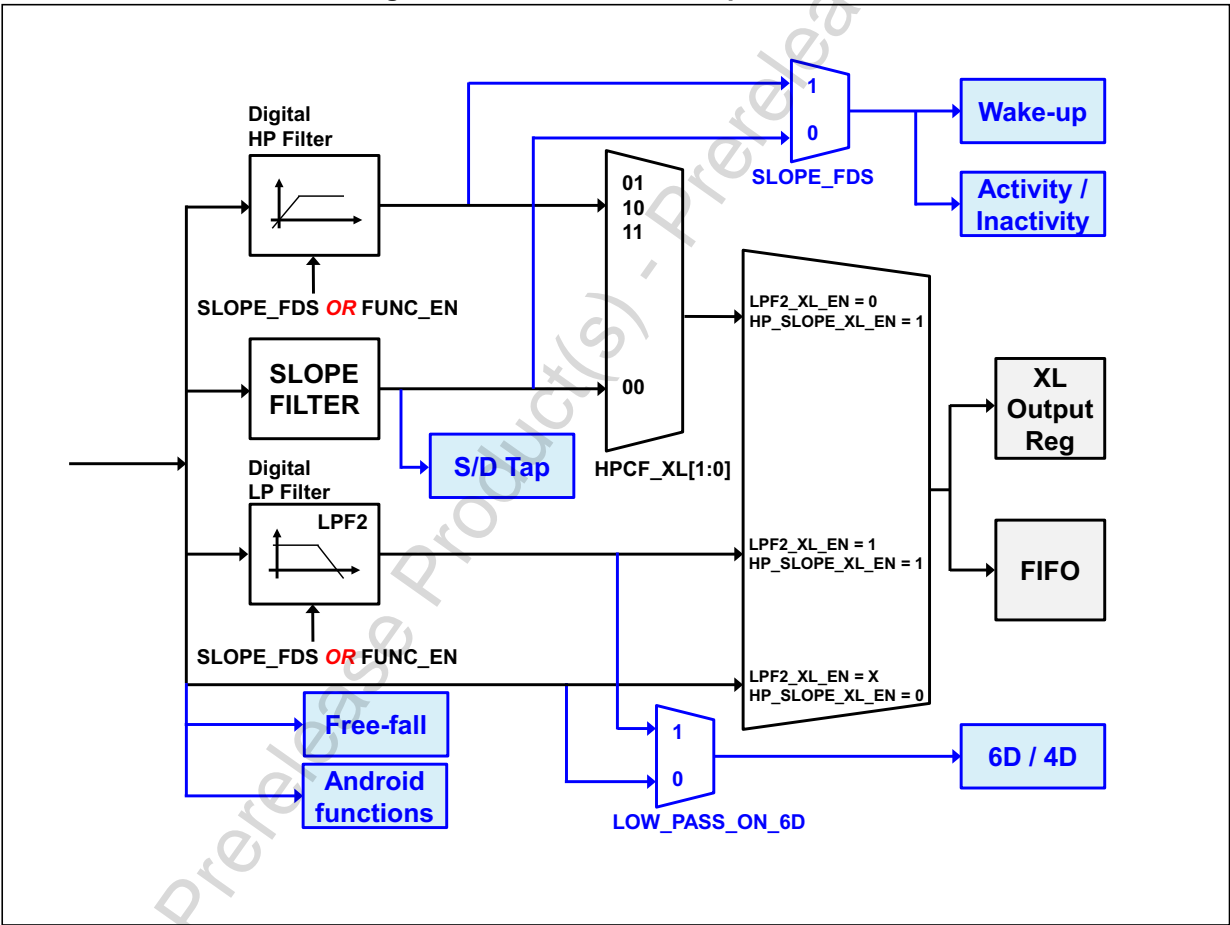 Digital
HP Filter
SLOPE_FDS OR FUNC_EN
SLOPE
FILTER
S/D Tap
Digital
LP Filter
LPF2
SLOPE_FDS OR FUNC_EN
Free-fall
Android
functions
01
10
11
00
HPCF_XL[1:0]
1
0
SLOPE_FDS
Wake-up
Activity /
Inactivity
LPF2_XL_EN = 0
HP_SLOPE_XL_EN = 1
LPF2_XL_EN = 1
HP_SLOPE_XL_EN = 1
LPF2_XL_EN = X
HP_SLOPE_XL_EN = 0
XL
Output
Reg
FIFO
1
0
LOW_PASS_ON_6D
6D / 4D
Prerelease Product(s) - Prerelea